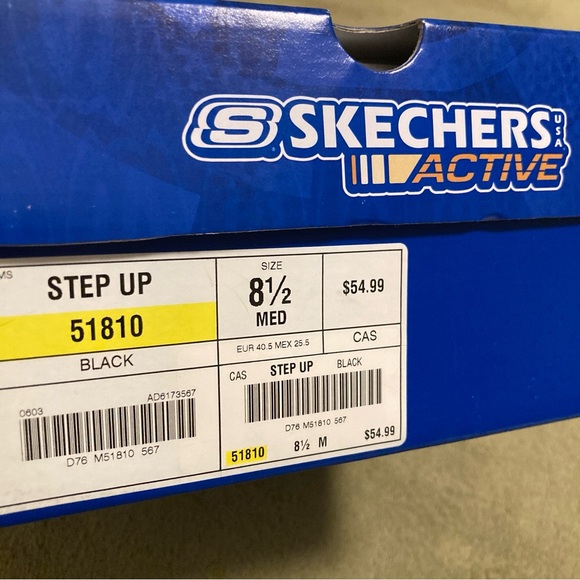 S SKECHERS USA
ACTIVE
MS STEP UP
51810
BLACK
SIZE
8½
MED
$54.99
EUR 40.5 MEX 25.5
CAS
0603 AD6173567
D76 M51810 567
CAS STEP UP BLACK
D76 M51810 567
51810 8½ M $54.99